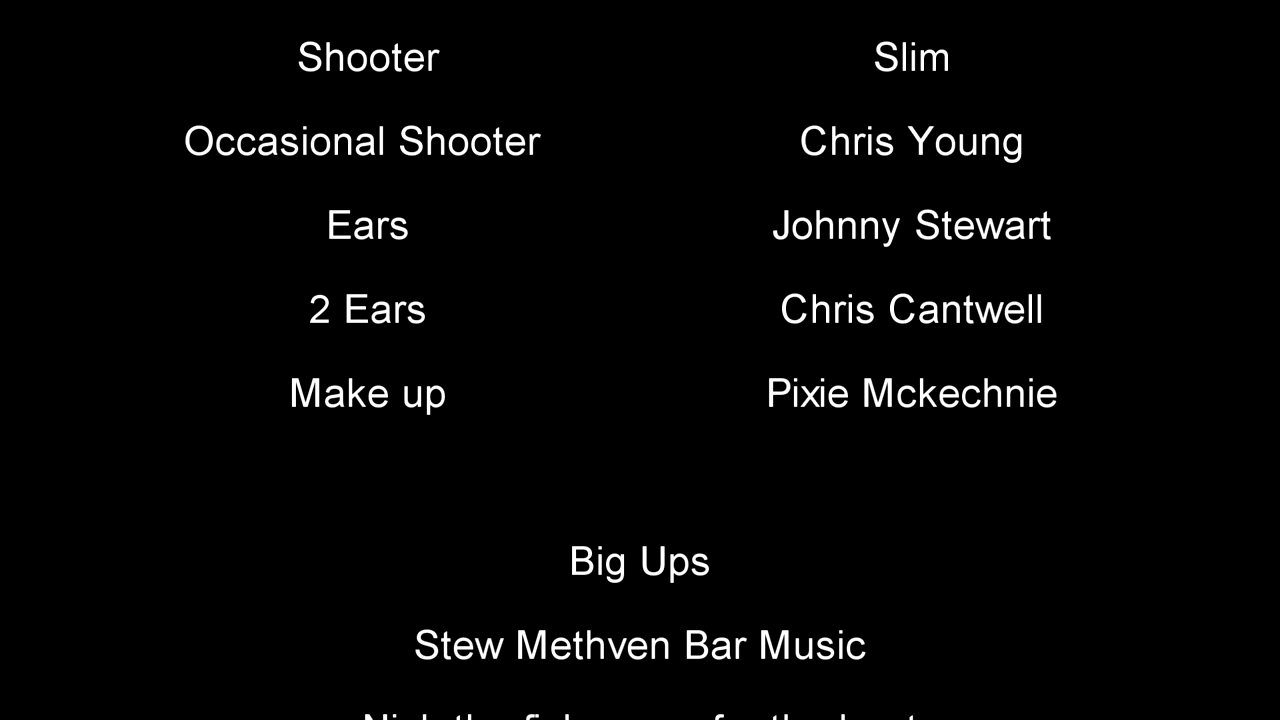 Shooter Slim
Occasional Shooter Chris Young
Ears Johnny Stewart
2 Ears Chris Cantwell
Make up Pixie Mckechnie
Big Ups
Stew Methven Bar Music